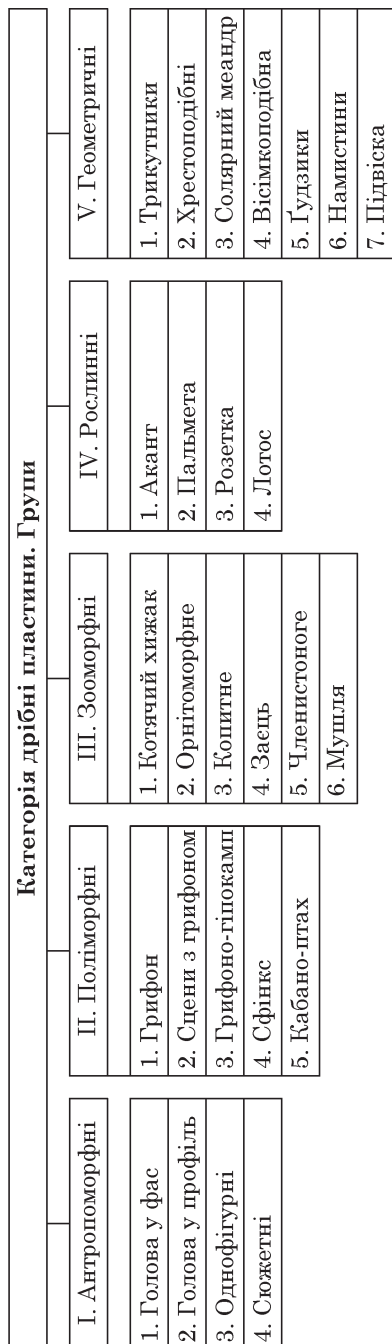 Категорія дрібні пластини. Групи
І. Антропоморфні
1. Голова у фас
2. Голова у профіль
3. Однофігурні
4. Сюжетні
ІІ. Поліморфні
1. Грифон
2. Сцени з грифоном
3. Грифоно-гіпокамп
4. Сфінкс
5. Кабано-птах
ІІІ. Зооморфні
1. Котячий хижак
2. Орнітоморфне
3. Копитне
4. Заєць
5. Членистоноге
6. Мушля
IV. Рослинні
1. Акант
2. Пальмета
3. Розетка
4. Лотос
V. Геометричні
1. Трикутники
2. Хрестоподібні
3. Солярний меандр
4. Вісімкоподібна
5. Ґудзики
6. Намистини
7. Підвіска